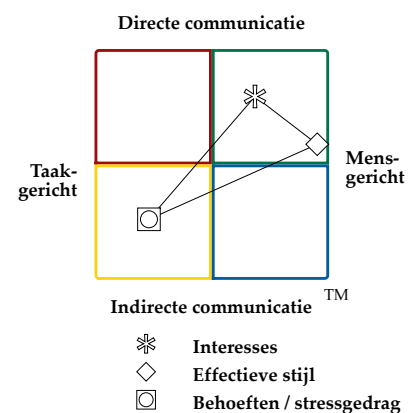 Directe communicatie
Taak-
gericht
Mens-
gericht
Indirecte communicatie TM
Interesses
Effectieve stijl
Behoeften / stressgedrag